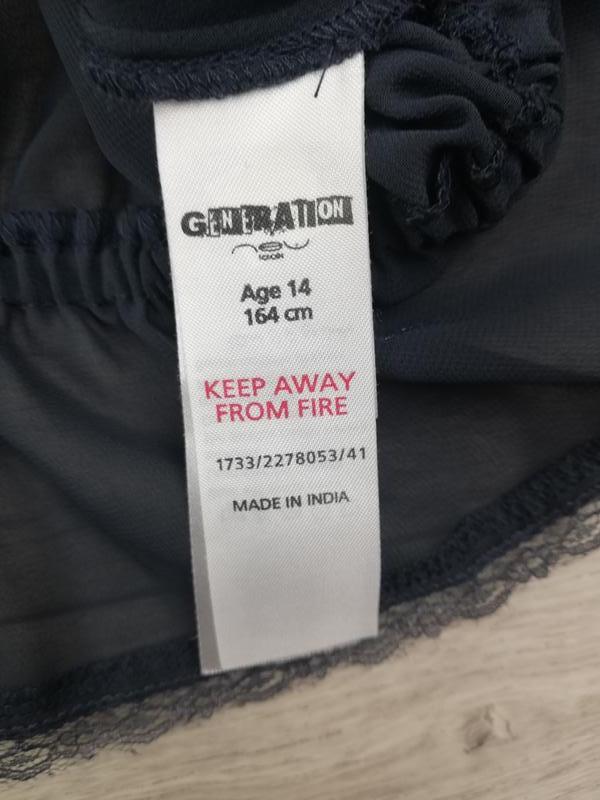 GENERATION
new
look
Age 14
164 cm
KEEP AWAY
FROM FIRE
1733/2278053/41
MADE IN INDIA